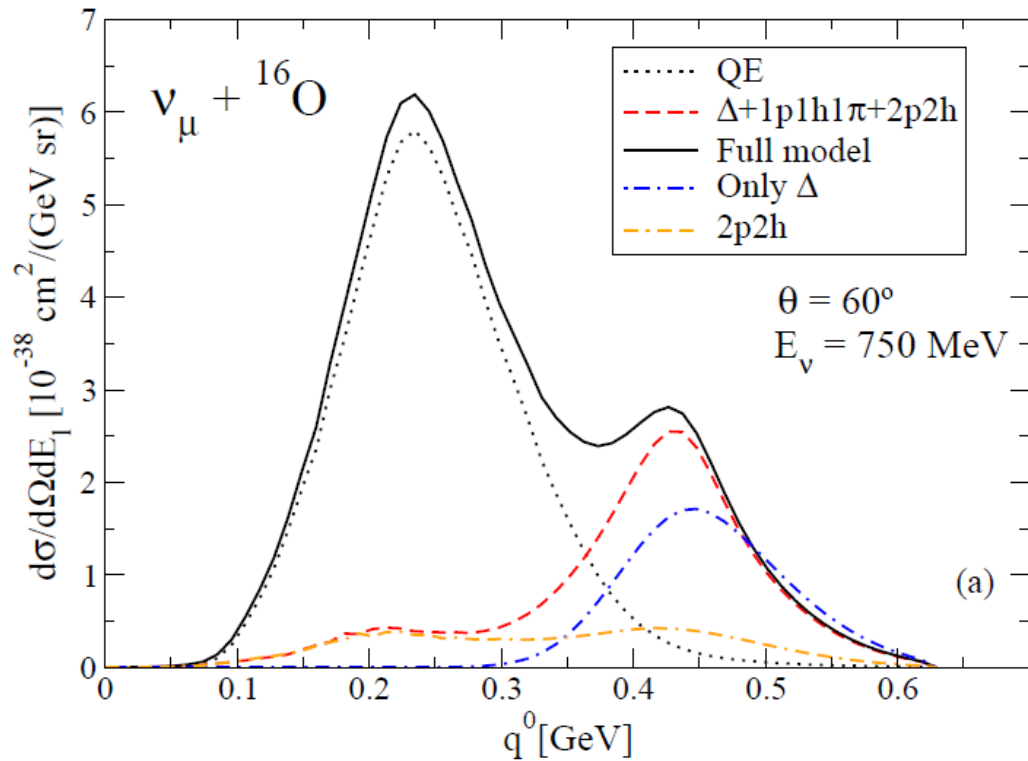 7
6
5
4
3
2
1
0
dσ/dΩdE_l [10^-38 cm^2/(GeV sr)]
ν_μ + ^16O
QE
Δ+1p1h1π+2p2h
Full model
Only Δ
2p2h
θ = 60º
E_ν = 750 MeV
(a)
0 0.1 0.2 0.3 0.4 0.5 0.6
q^0[GeV]